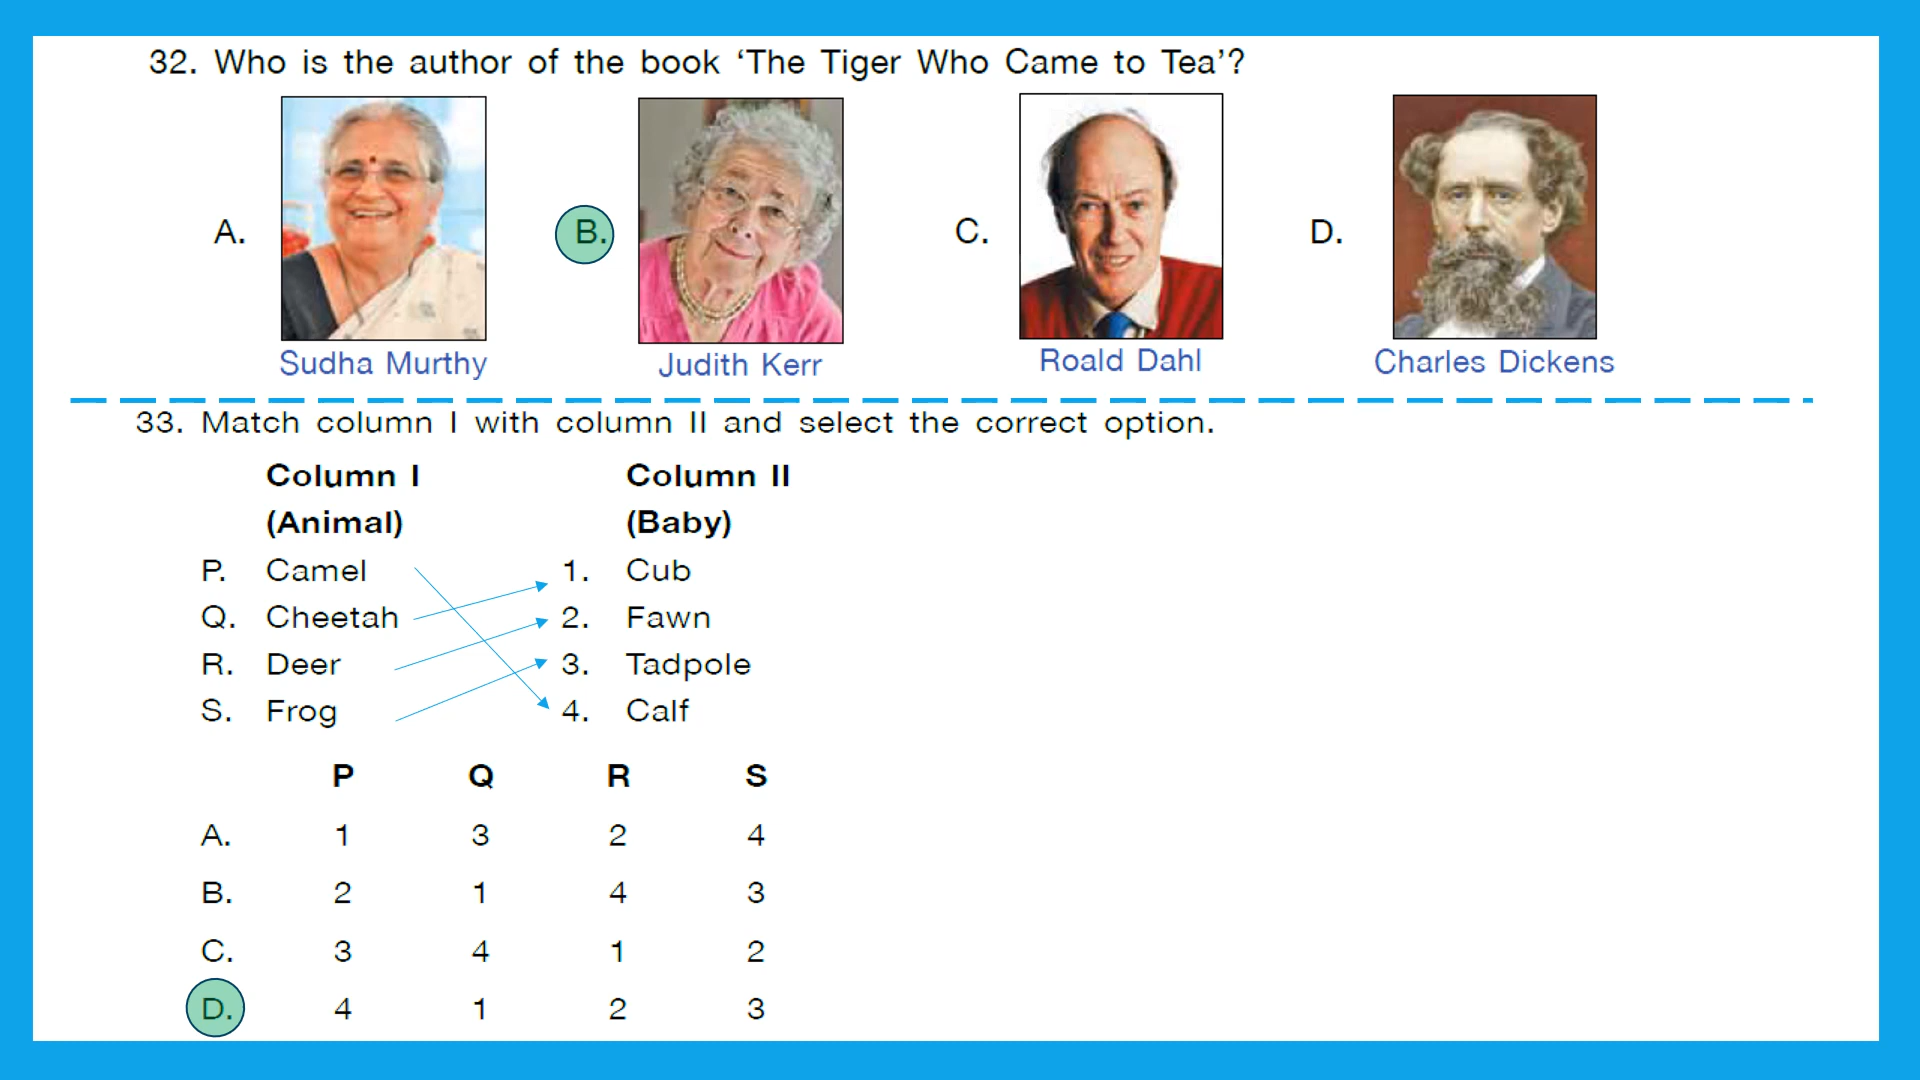 32. Who is the author of the book ‘The Tiger Who Came to Tea’?
A. B. C. D.
Sudha Murthy Judith Kerr Roald Dahl Charles Dickens
33. Match column I with column II and select the correct option.
Column I Column II
(Animal) (Baby)
P. Camel 1. Cub
Q. Cheetah 2. Fawn
R. Deer 3. Tadpole
S. Frog 4. Calf
P Q R S
A. 1 3 2 4
B. 2 1 4 3
C. 3 4 1 2
D. 4 1 2 3